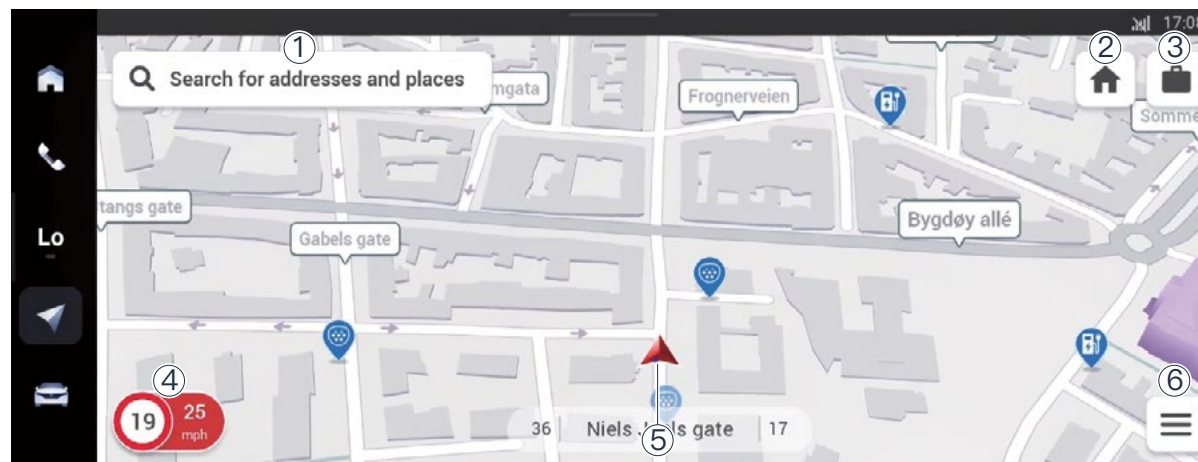 17:0
① ② ③
Search for addresses and places
mgata
Frognerveien
Somme
tangs gate
Lo
Gabels gate
Bygdøy allé
④ ⑥
19 25
mph
36 Niels s gate 17
⑤